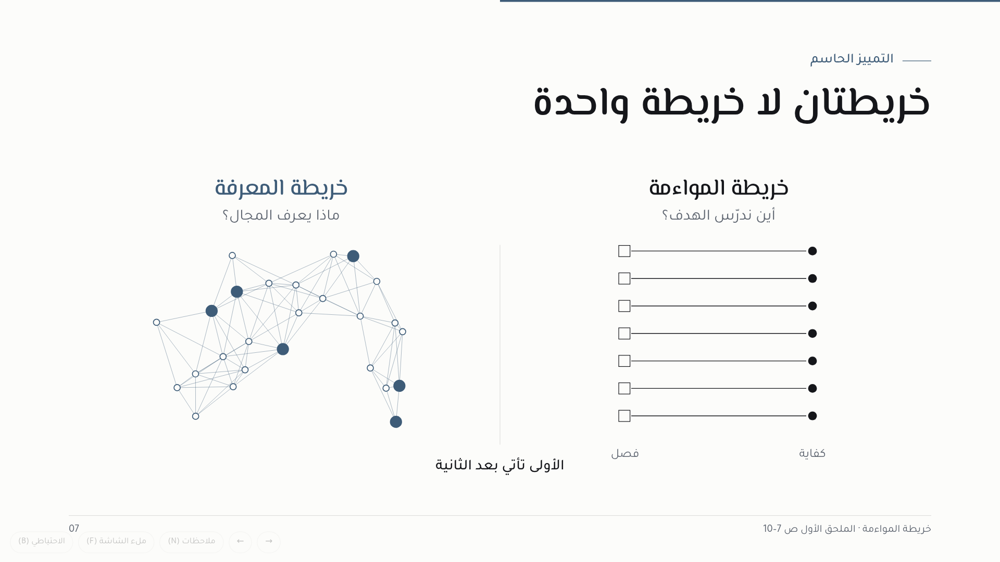 التمييز الحاسم
خريطتان لا خريطة واحدة
خريطة المواءمة
أين ندرّس الهدف؟
كفاية
فصل
خريطة المعرفة
ماذا يعرف المجال؟
الأولى تأتي بعد الثانية
خريطة المواءمة · الملحق الأول ص 7-10
07
→
←
ملاحظات (N)
ملء الشاشة (F)
الاحتياطي (B)